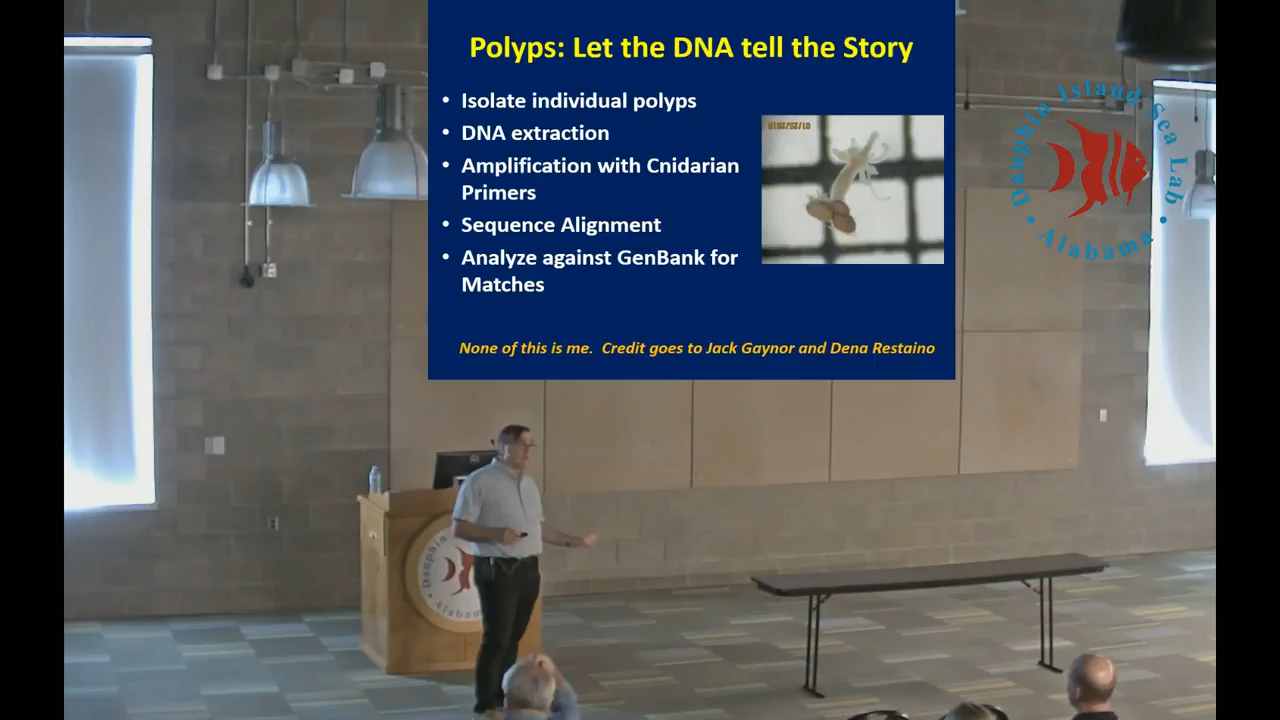 Polyps: Let the DNA tell the Story
• Isolate individual polyps
• DNA extraction
• Amplification with Cnidarian
Primers
• Sequence Alignment
• Analyze against GenBank for
Matches
None of this is me. Credit goes to Jack Gaynor and Dena Restaino
Dauphin Island Sea Lab
• Alabama •
Dauphin
Alabama